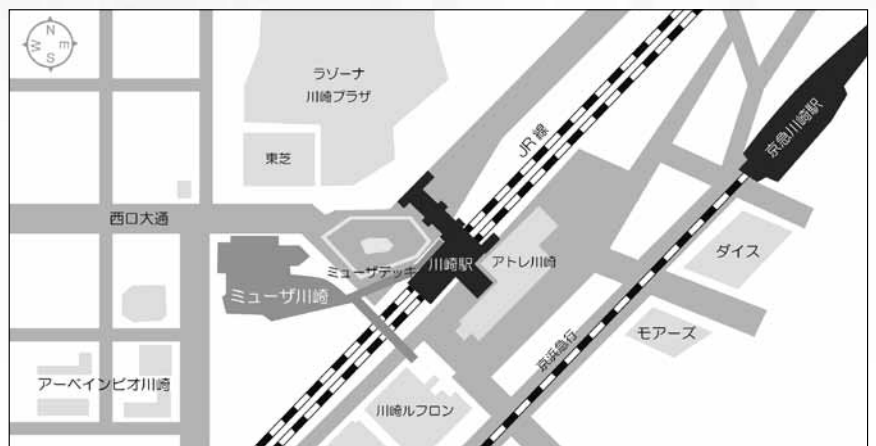 N
W
E
S
ラゾーナ
川崎プラザ
東芝
JR線
京急川崎駅
西口大通
ミューザデッキ
川崎駅
アトレ川崎
ダイス
ミューザ川崎
モアーズ
京浜急行
アーベインビオ川崎
川崎ルフロン